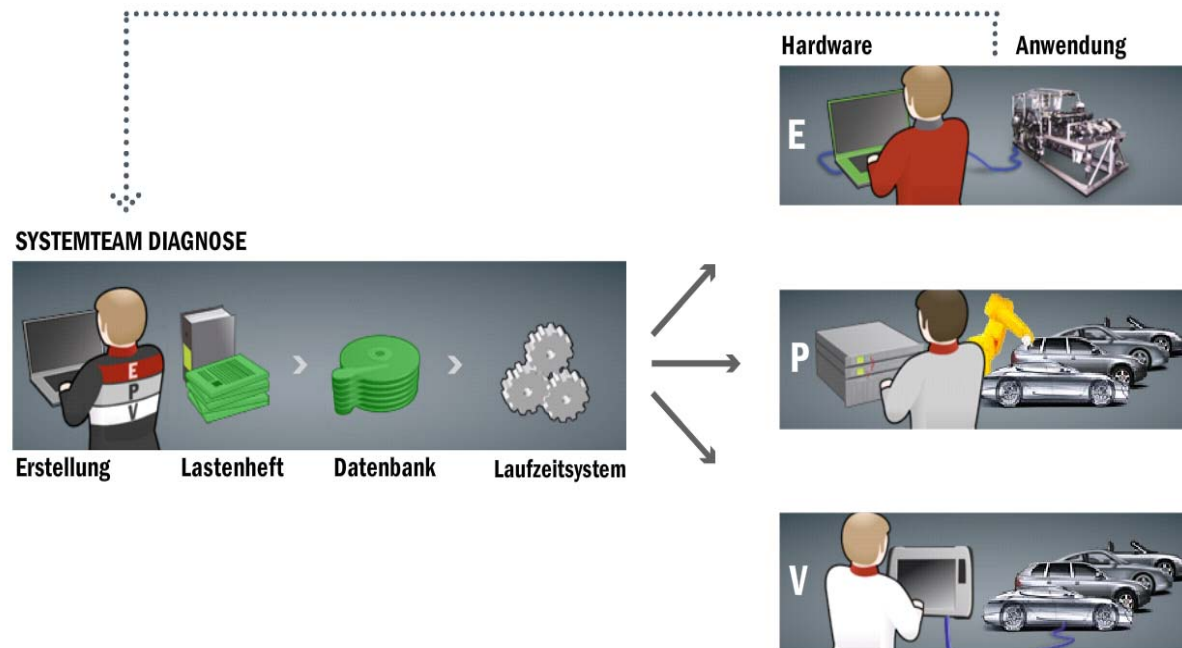 Hardware Anwendung
E
SYSTEMTEAM DIAGNOSE
E
P
V
Erstellung Lastenheft Datenbank Laufzeitsystem
P
V